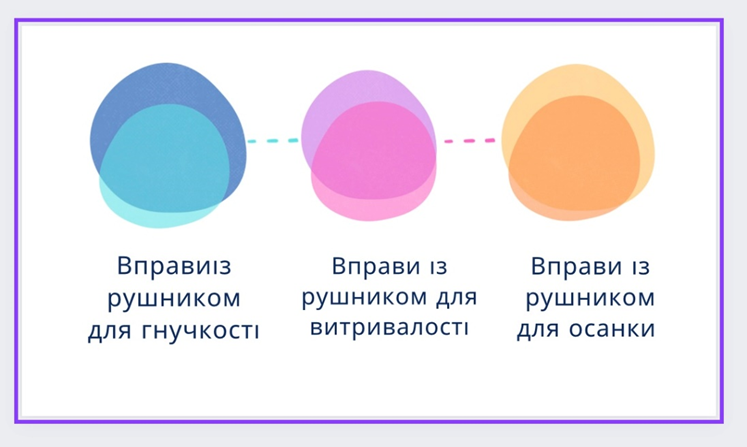 Вправиіз
рушником
для гнучкості
Вправи із
рушником для
витривалості
Вправи із
рушником
для осанки